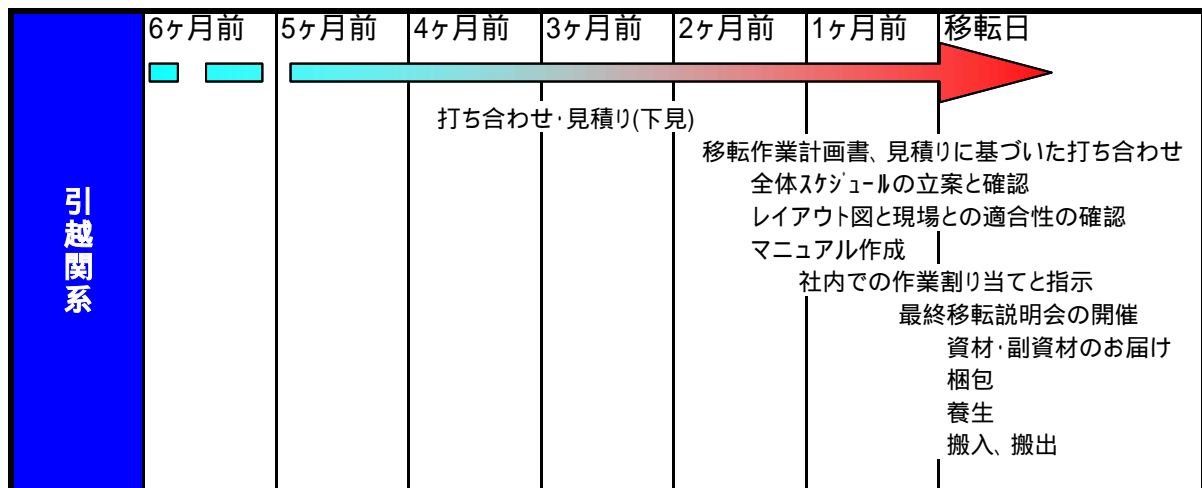 6ヶ月前 5ヶ月前 4ヶ月前 3ヶ月前 2ヶ月前 1ヶ月前 移転日
引越関系
打ち合わせ･見積り(下見)
移転作業計画書､見積りに基づいた打ち合わせ
全体ｽｹｼﾞｭｰﾙの立案と確認
レイアウト図と現場との適合性の確認
マニュアル作成
社内での作業割り当てと指示
最終移転説明会の開催
資材･副資材のお届け
梱包
養生
搬入､搬出